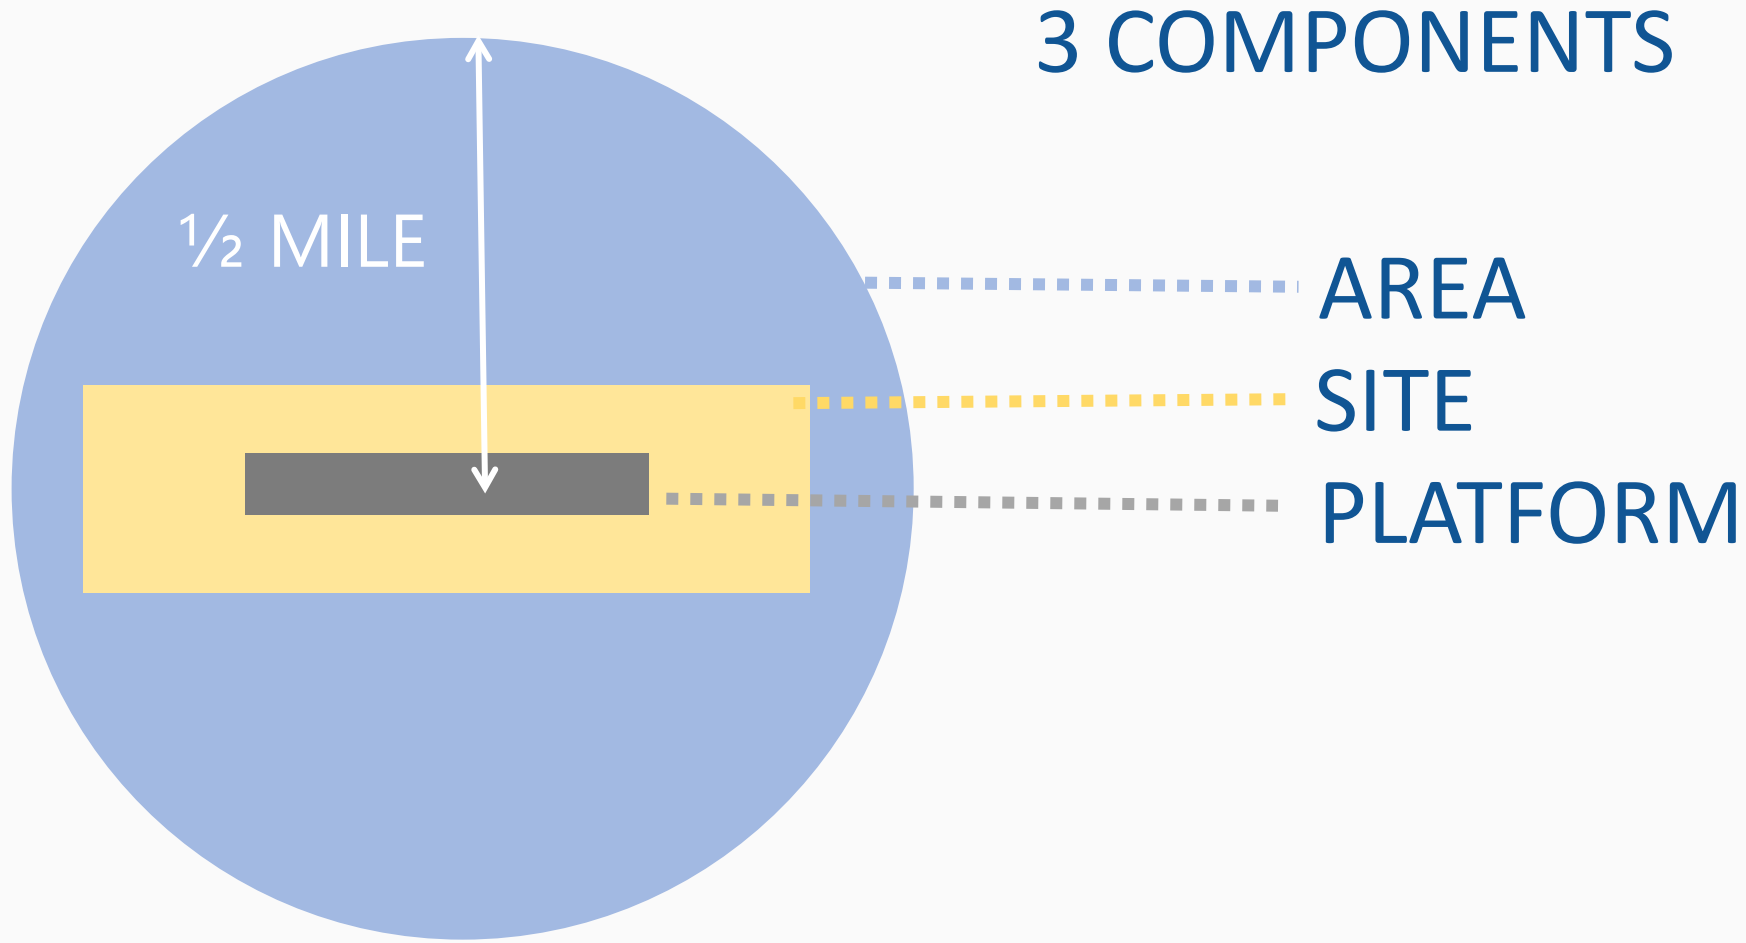 3 COMPONENTS
½ MILE
AREA
SITE
PLATFORM